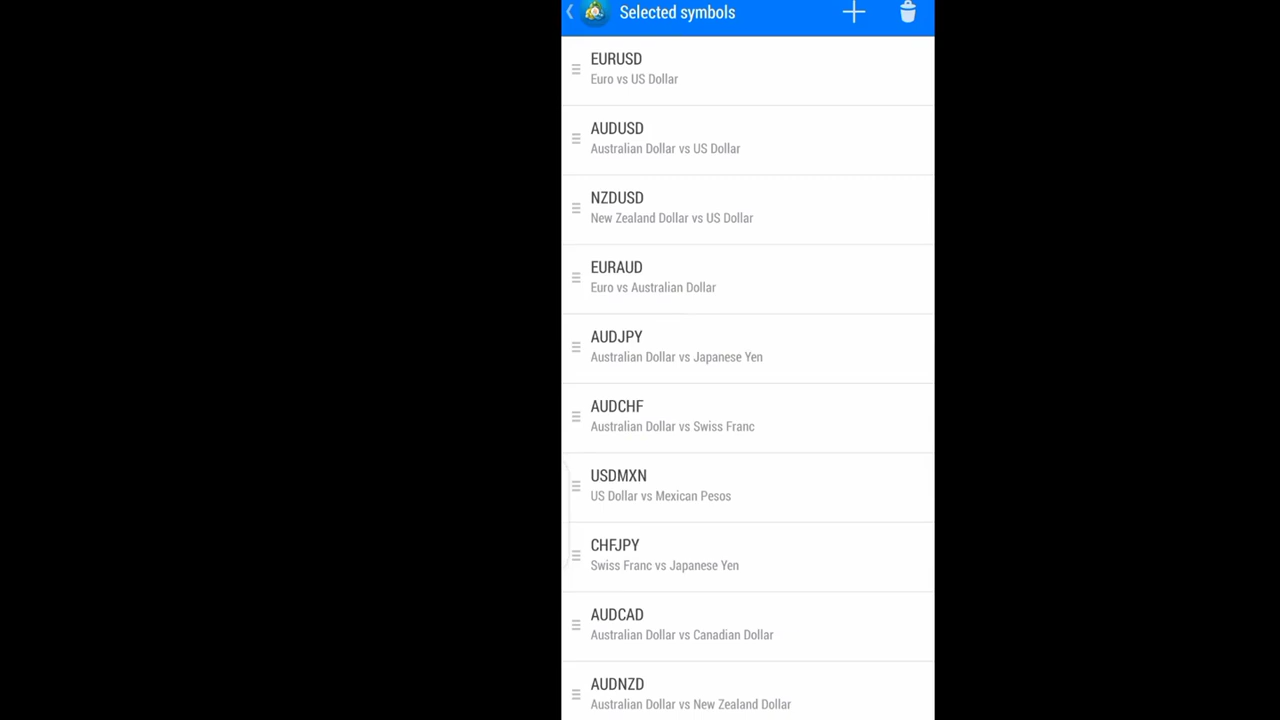 Selected symbols
EURUSD
Euro vs US Dollar
AUDUSD
Australian Dollar vs US Dollar
NZDUSD
New Zealand Dollar vs US Dollar
EURAUD
Euro vs Australian Dollar
AUDJPY
Australian Dollar vs Japanese Yen
AUDCHF
Australian Dollar vs Swiss Franc
USDMXN
US Dollar vs Mexican Pesos
CHFJPY
Swiss Franc vs Japanese Yen
AUDCAD
Australian Dollar vs Canadian Dollar
AUDNZD
Australian Dollar vs New Zealand Dollar